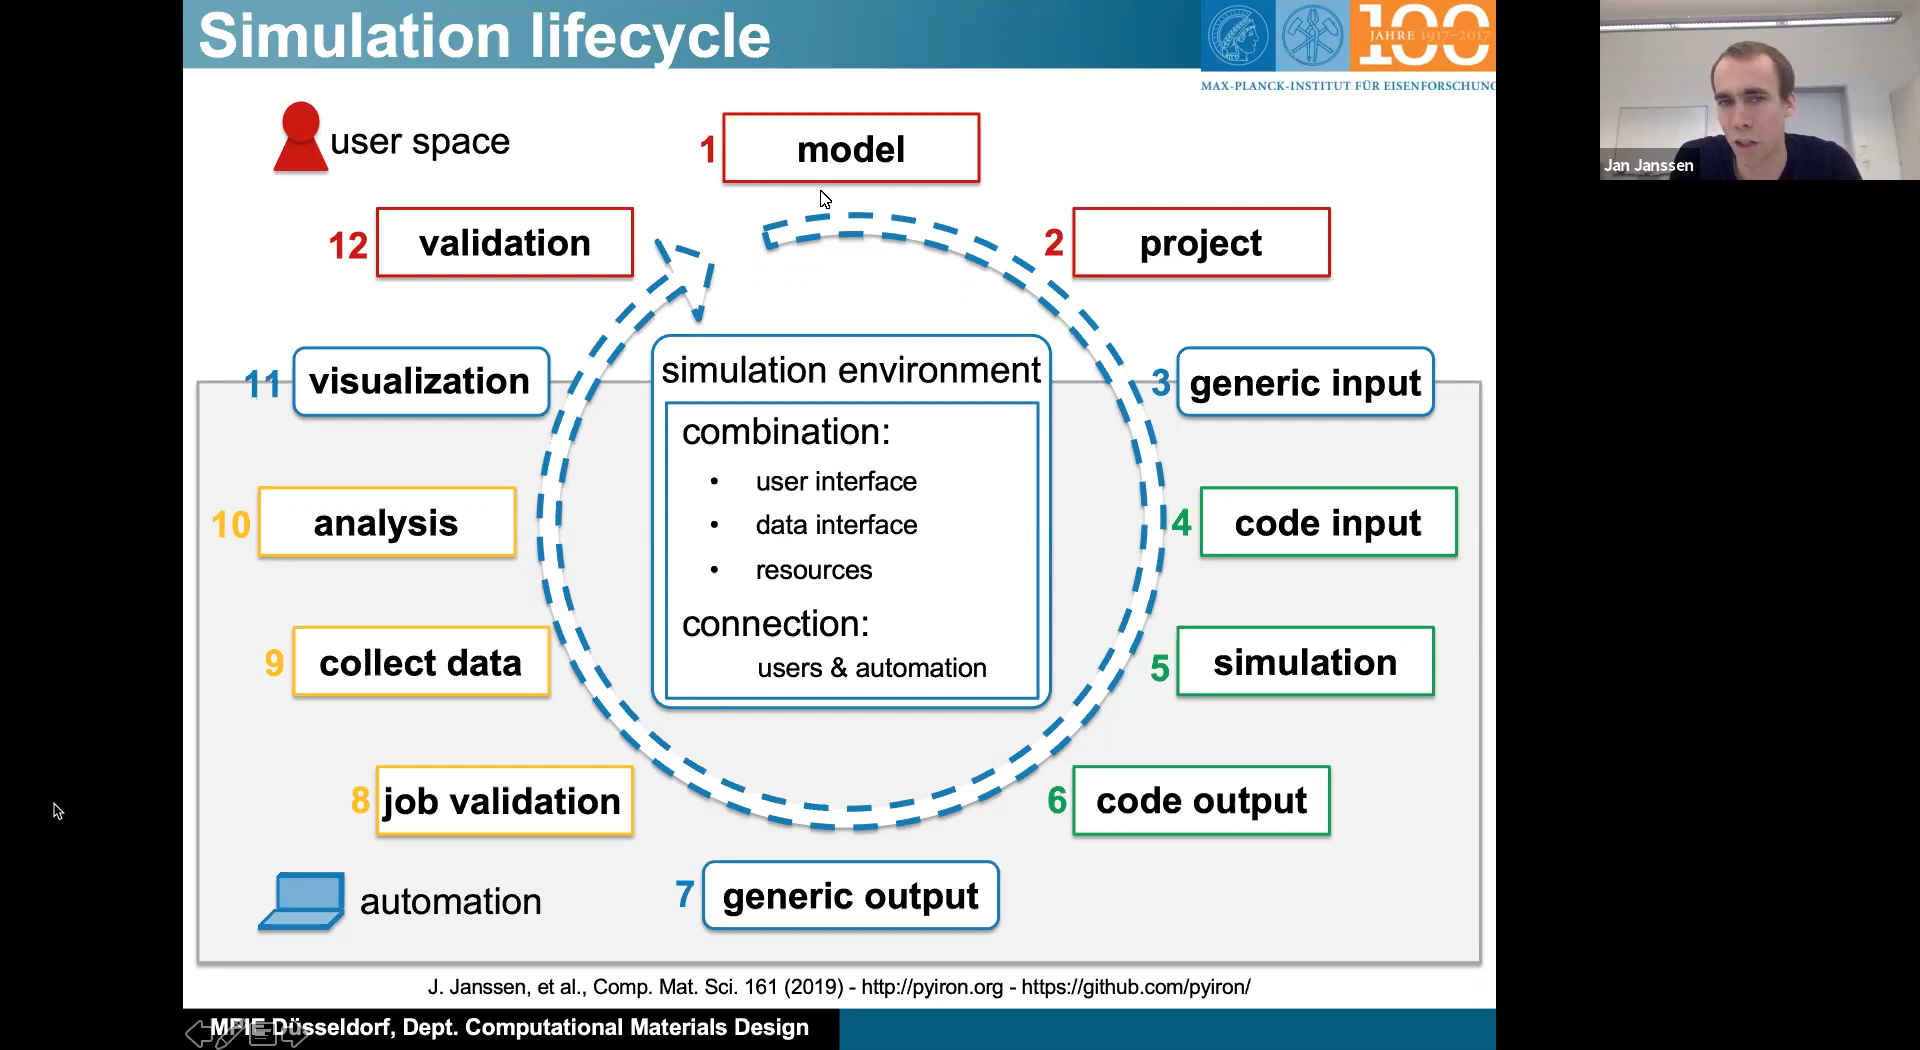 Simulation lifecycle
JAHRE 1917–2017
100
MAX-PLANCK-INSTITUT FÜR EISENFORSCHUNG
Jan Janssen
user space
1 model
12 validation
2 project
11 visualization
3 generic input
simulation environment
combination:
• user interface
• data interface
• resources
connection:
users & automation
10 analysis
4 code input
9 collect data
5 simulation
8 job validation
6 code output
automation
7 generic output
J. Janssen, et al., Comp. Mat. Sci. 161 (2019) - http://pyiron.org - https://github.com/pyiron/
MPIE Düsseldorf, Dept. Computational Materials Design